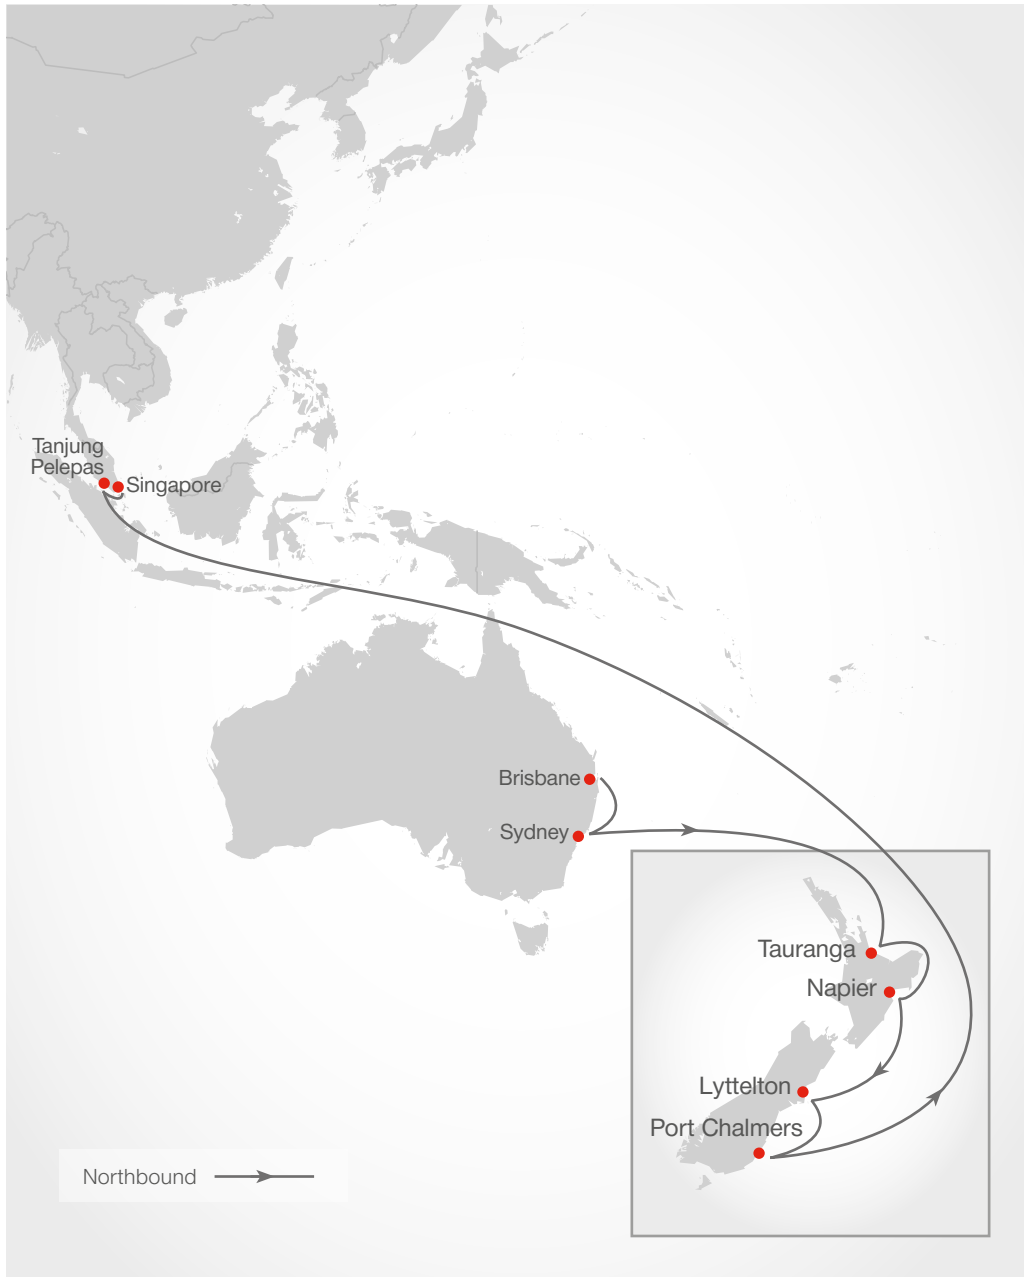 Tanjung
Pelepas
Singapore
Brisbane
Sydney
Tauranga
Napier
Lyttelton
Port Chalmers
Northbound